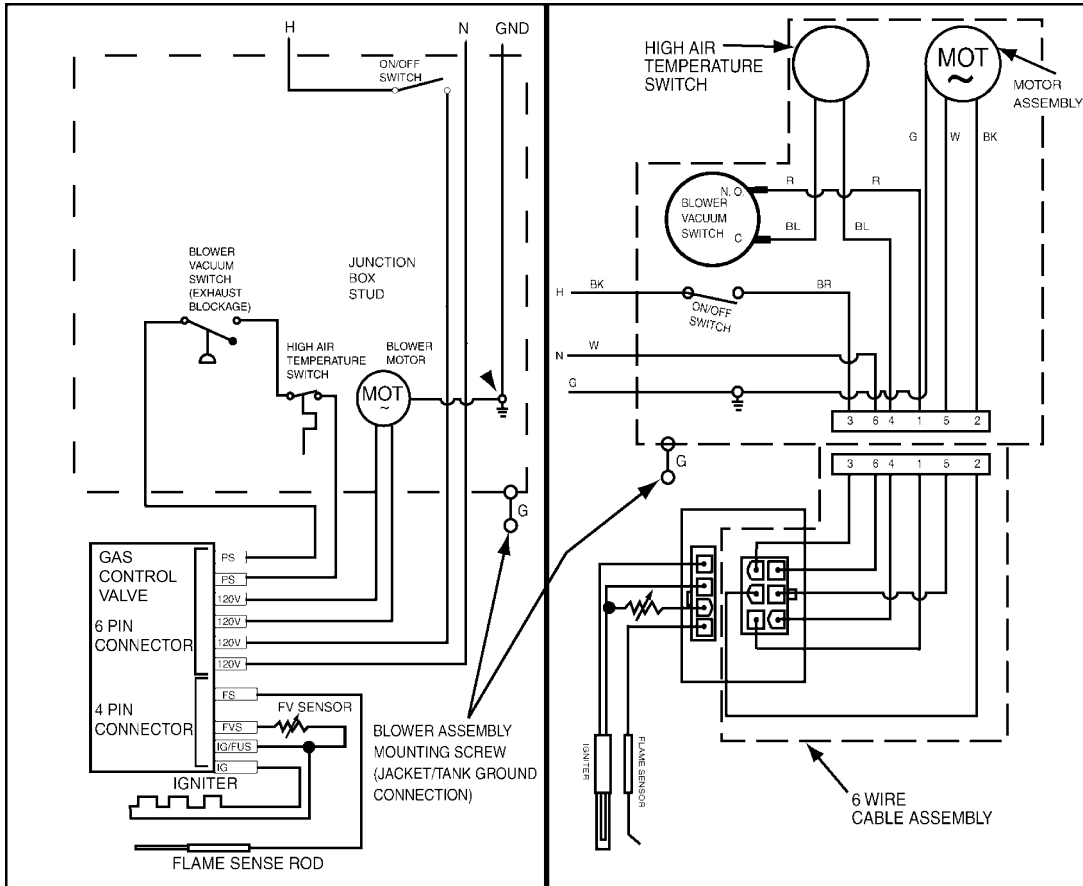 H
N
GND
ON/OFF
SWITCH
BLOWER
VACUUM
SWITCH
(EXHAUST
BLOCKAGE)
JUNCTION
BOX
STUD
HIGH AIR
TEMPERATURE
SWITCH
BLOWER
MOTOR
MOT
~
G
GAS
CONTROL
VALVE
6 PIN
CONNECTOR
4 PIN
CONNECTOR
PS
PS
120V
120V
120V
120V
FS
FVS
IG/FUS
IG
FV SENSOR
IGNITER
FLAME SENSE ROD
BLOWER ASSEMBLY
MOUNTING SCREW
(JACKET/TANK GROUND
CONNECTION)
HIGH AIR
TEMPERATURE
SWITCH
MOT
~
MOTOR
ASSEMBLY
G
W
BK
N. O.
BLOWER
VACUUM
SWITCH
C
R
R
BL
BL
H
BK
BR
ON/OFF
SWITCH
N
W
G
3 6 4 1 5 2
G
3 6 4 1 5 2
IGNITER
FLAME SENSOR
6 WIRE
CABLE ASSEMBLY